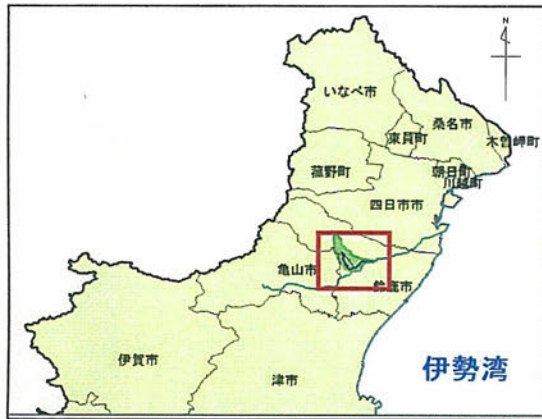 N
いなべ市
桑名市
東員町
木曽岬町
菰野町
朝日町
川越町
四日市市
亀山市
鈴鹿市
伊賀市
津市
伊勢湾